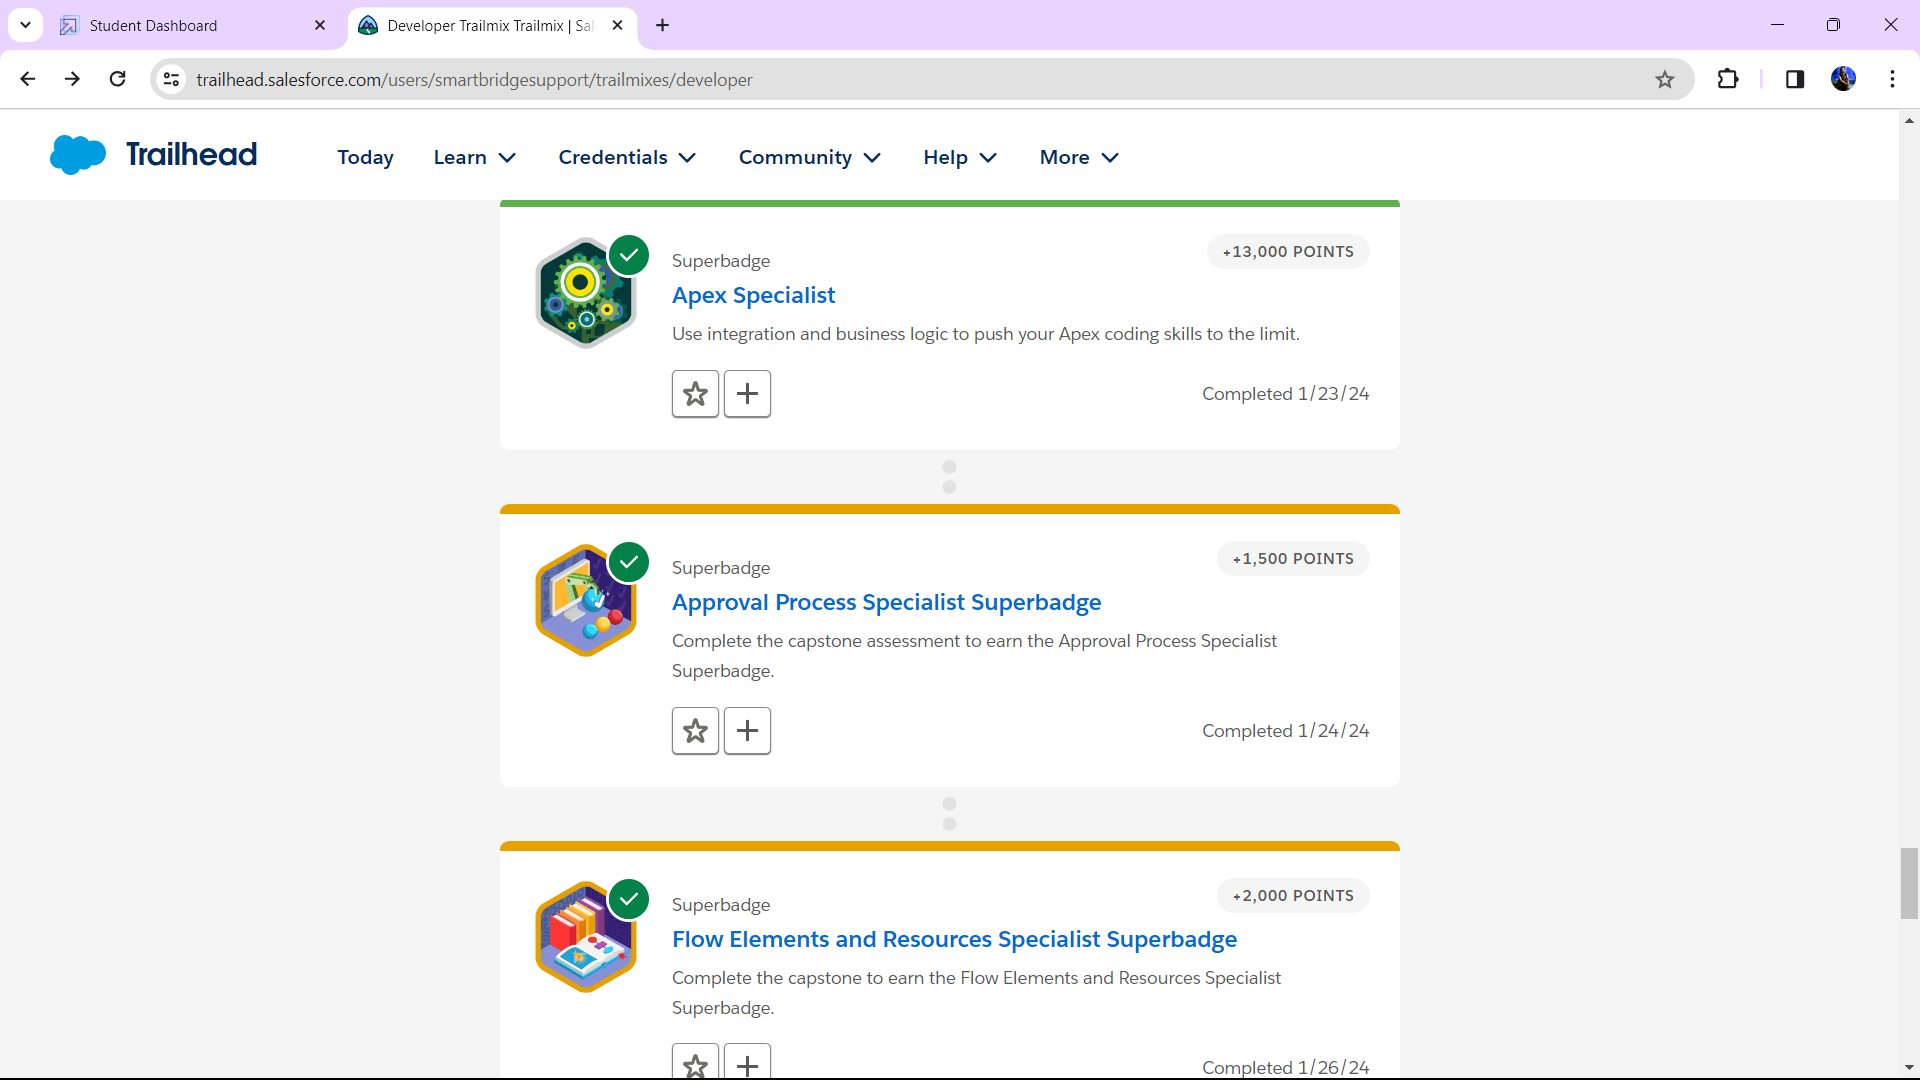 Student Dashboard
Developer Trailmix Trailmix | Sal
trailhead.salesforce.com/users/smartbridgesupport/trailmixes/developer
Trailhead
Today
Learn
Credentials
Community
Help
More
+13,000 POINTS
Superbadge
Apex Specialist
Use integration and business logic to push your Apex coding skills to the limit.
Completed 1/23/24
+1,500 POINTS
Superbadge
Approval Process Specialist Superbadge
Complete the capstone assessment to earn the Approval Process Specialist
Superbadge.
Completed 1/24/24
+2,000 POINTS
Superbadge
Flow Elements and Resources Specialist Superbadge
Complete the capstone to earn the Flow Elements and Resources Specialist
Superbadge.
Completed 1/26/24